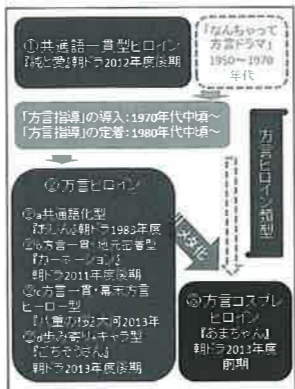 ①共通語一貫型ヒロイン
『純と愛』朝ドラ2012年度後期
「なんちゃって
方言ドラマ」
1950～1970
年代
「方言指導」の導入：1970年代中頃～
「方言指導」の定着：1980年代～
方言ヒロイン類型
②方言ヒロイン
②a共通語化型
『おしん』朝ドラ1983年度
②b方言一貫・地元密着型
『カーネーション』
朝ドラ2011年度後期
②c方言一貫・幕末方言
ヒーロー型
『八重の桜』大河2013年
②d歩み寄り・キャラ型
『ごちそうさん』
朝ドラ2013年度後期
リメタ化
③方言コスプレ
ヒロイン
『あまちゃん』
朝ドラ2013年度
前期